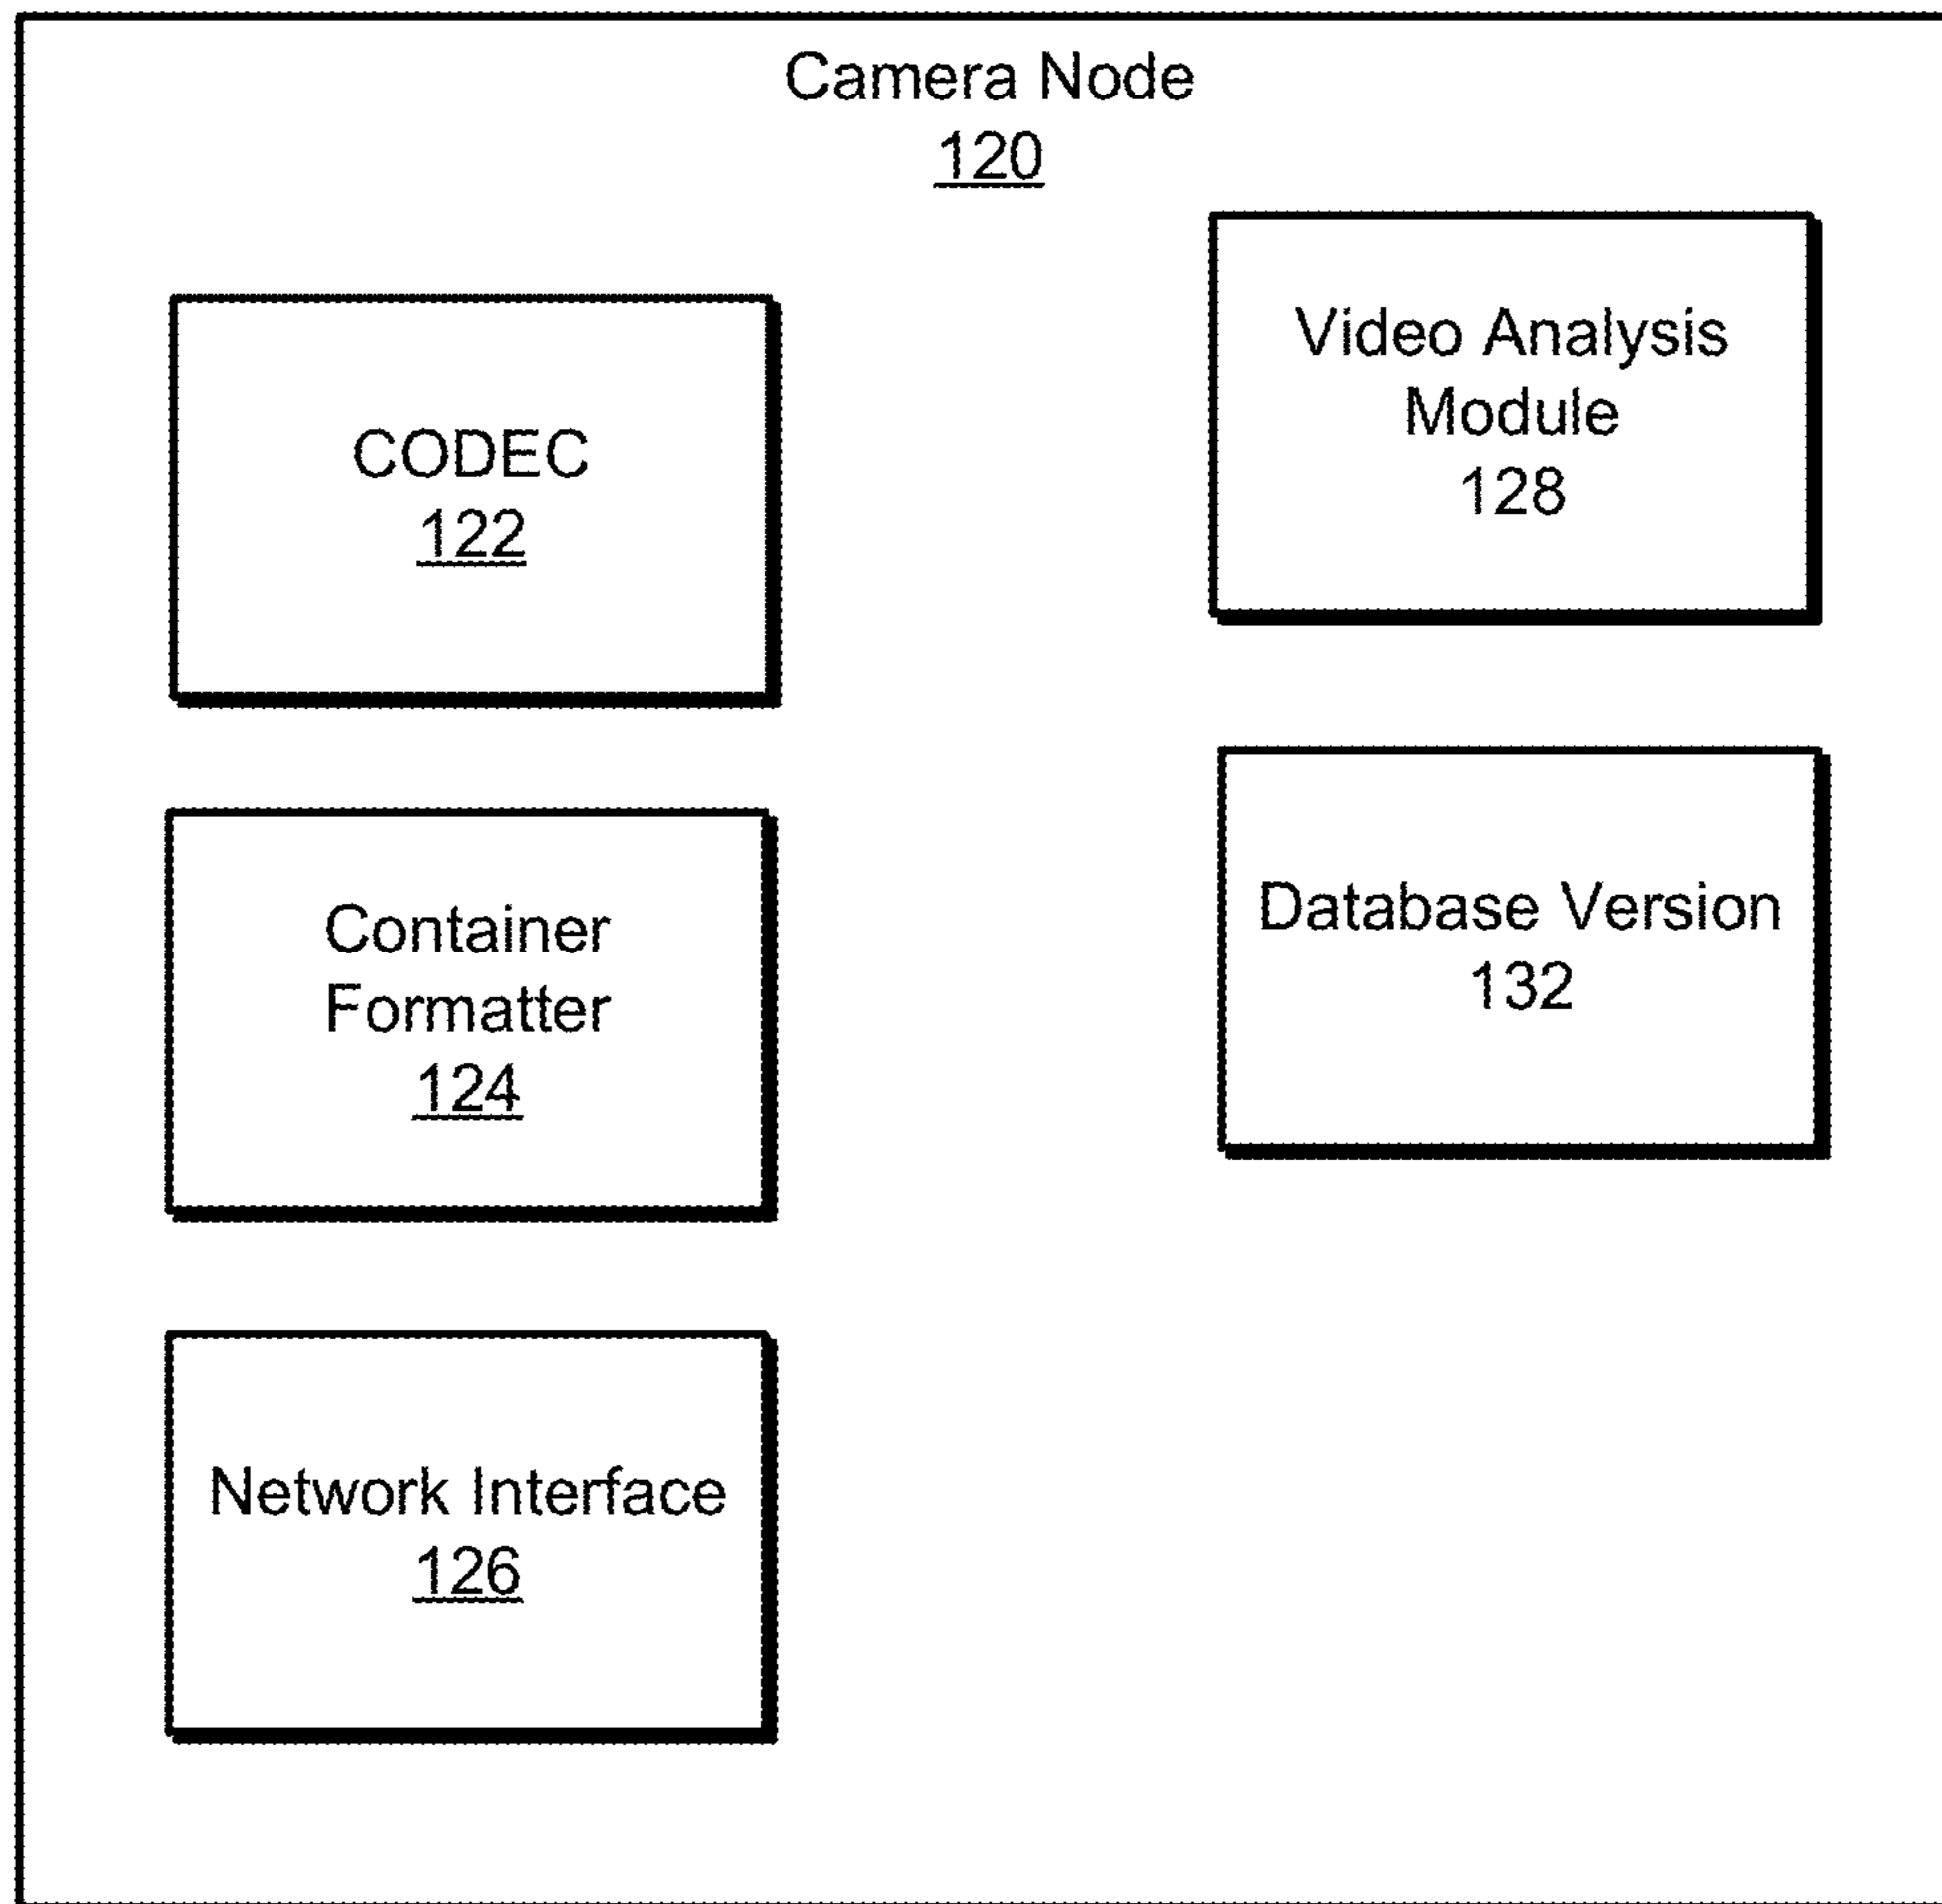 Camera Node
120
CODEC
122
Container
Formatter
124
Network Interface
126
Video Analysis
Module
128
Database Version
132